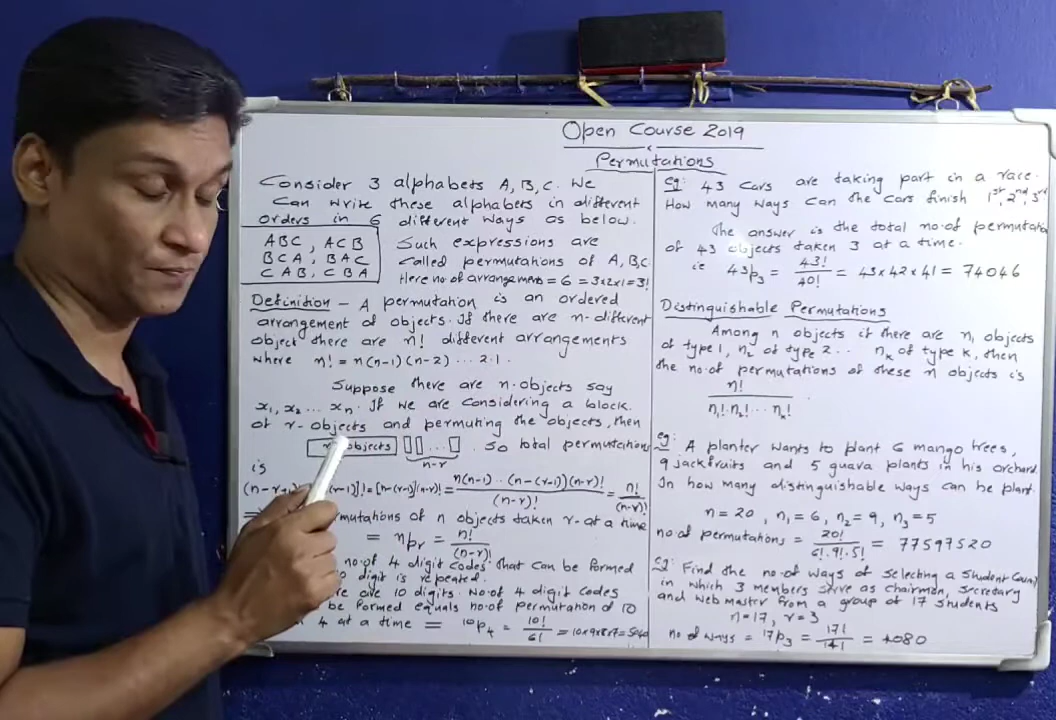 Open Course 2019
Permutations
Consider 3 alphabets A, B, C. We
can write these alphabets in different
orders in 6 different ways as below.
ABC, ACB
BCA, BAC
CAB, CBA
Such expressions are
called permutations of A, B, C.
Here no. of arrangements = 6 = 3x2x1 = 3!
Definition - A permutation is an ordered
arrangement of objects. If there are n-different
object there are n! different arrangements
where n! = n(n-1)(n-2) ... 2.1.
Suppose there are n-objects say
x₁, x₂ ... xₙ. If we are considering a block
of r-objects and permuting the objects, then
objects ... n-r . So total permutations
is
= [n-(r-1)](n-r)! = n(n-1)...(n-(r-1))(n-r)! / (n-r)! = n!/(n-r)!
permutations of n objects taken r-at a time
= nPr = n!/(n-r)!
no. of 4 digit codes that can be formed
digit is repeated.
are 10 digits. No. of 4 digit codes
be formed equals no. of permutation of 10
4 at a time = ¹⁰P₄ = 10!/6! = 10x9x8x7 = 5040
eg: 43 cars are taking part in a race.
How many ways can the cars finish 1st, 2nd, 3rd
The answer is the total no. of permutations
of 43 objects taken 3 at a time.
ie 43P₃ = 43!/40! = 43x42x41 = 74046
Distinguishable Permutations
Among n objects if there are n₁ objects
of type 1, n₂ of type 2 .. nₖ of type k, then
the no. of permutations of these n objects is
n! / n₁! n₂! ... nₖ!
eg: A planter wants to plant 6 mango trees,
9 jackfruits and 5 guava plants in his orchard.
In how many distinguishable ways can he plant.
n = 20, n₁ = 6, n₂ = 9, n₃ = 5
no of permutations = 20!/6! 9! 5! = 77597520
eg: Find the no. of ways of selecting a student Council
in which 3 members serve as chairman, secretary
and web master from a group of 17 students
n = 17, r = 3
no of ways = 17P₃ = 17!/14! = 4080